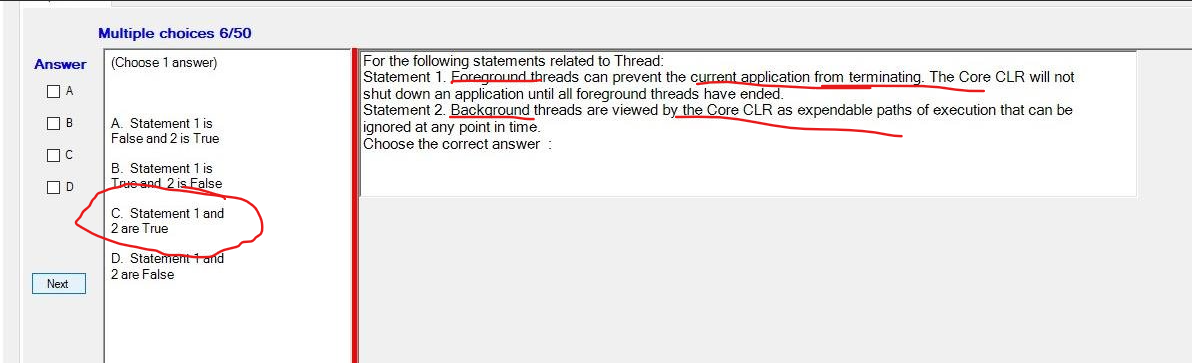 Multiple choices 6/50
Answer
A
B
C
D
Next
(Choose 1 answer)
A. Statement 1 is
False and 2 is True
B. Statement 1 is
True and 2 is False
C. Statement 1 and
2 are True
D. Statement 1 and
2 are False
For the following statements related to Thread:
Statement 1. Foreground threads can prevent the current application from terminating. The Core CLR will not
shut down an application until all foreground threads have ended.
Statement 2. Background threads are viewed by the Core CLR as expendable paths of execution that can be
ignored at any point in time.
Choose the correct answer :